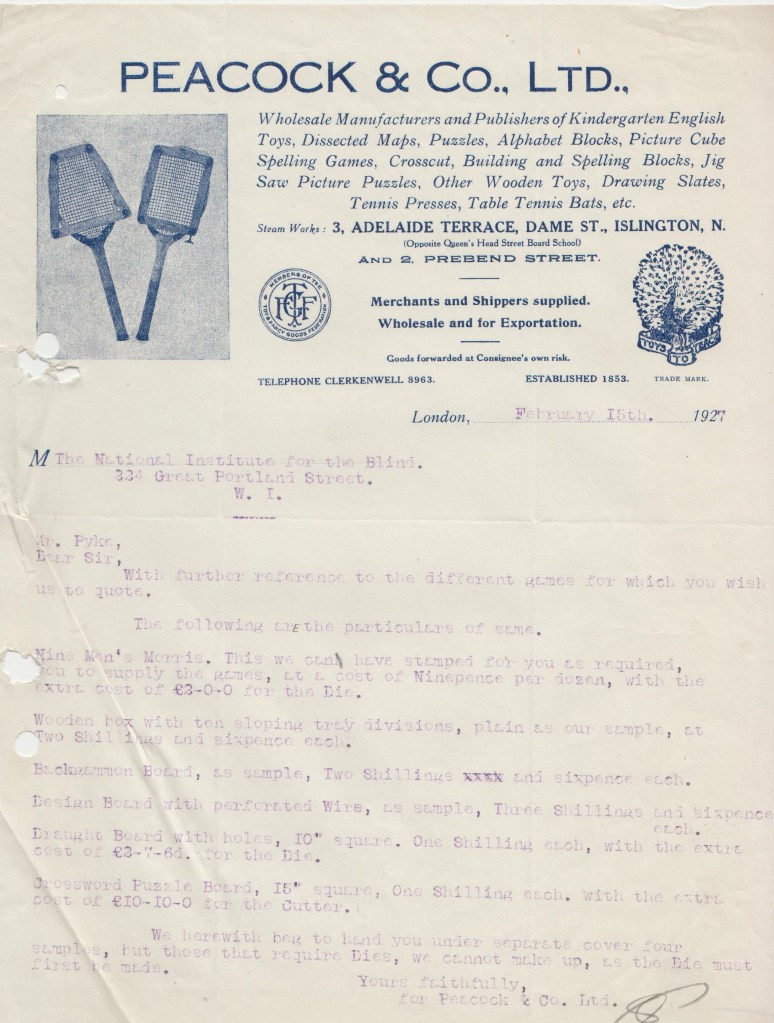 PEACOCK & Co., LTD.,
Wholesale Manufacturers and Publishers of Kindergarten English
Toys, Dissected Maps, Puzzles, Alphabet Blocks, Picture Cube
Spelling Games, Crosscut, Building and Spelling Blocks, Jig
Saw Picture Puzzles, Other Wooden Toys, Drawing Slates,
Tennis Presses, Table Tennis Bats, etc.
Steam Works: 3, ADELAIDE TERRACE, DAME ST., ISLINGTON, N.
(Opposite Queen's Head Street Board School)
AND 2, PREBEND STREET.
MEMBERS OF THE
TOY & FANCY GOODS FEDERATION
Merchants and Shippers supplied.
Wholesale and for Exportation.
TOYS TO TEACH
Goods forwarded at Consignee's own risk.
TELEPHONE CLERKENWELL 8963. ESTABLISHED 1853. TRADE MARK.
London, February 15th. 1927
M The National Institute for the Blind.
224 Great Portland Street.
W. I.
Mr. Pyke,
Dear Sir,
With further reference to the different games for which you wish
us to quote.
The following are the particulars of same.
Nine Men's Morris. This we can have stamped for you as required,
you to supply the games, at a cost of Ninepence per dozen, with the
extra cost of £2-0-0 for the Die.
Wooden box with ten sloping tray divisions, plain as our sample, at
Two Shillings and sixpence each.
Backgammon Board, as sample, Two Shillings xxxx and sixpence each.
Design Board with perforated Wire, as sample, Three Shillings and sixpence
each.
Draught Board with holes, 10" square. One Shilling each, with the extra
cost of £2-7-6d. for the Die.
Crossword Puzzle Board, 15" square, One Shilling each. with the extra
cost of £10-10-0 for the Cutter.
We herewith beg to hand you under separate cover four
samples, but those that require Dies, we cannot make up, as the Die must
first be made.
Yours faithfully,
for Peacock & Co. Ltd.